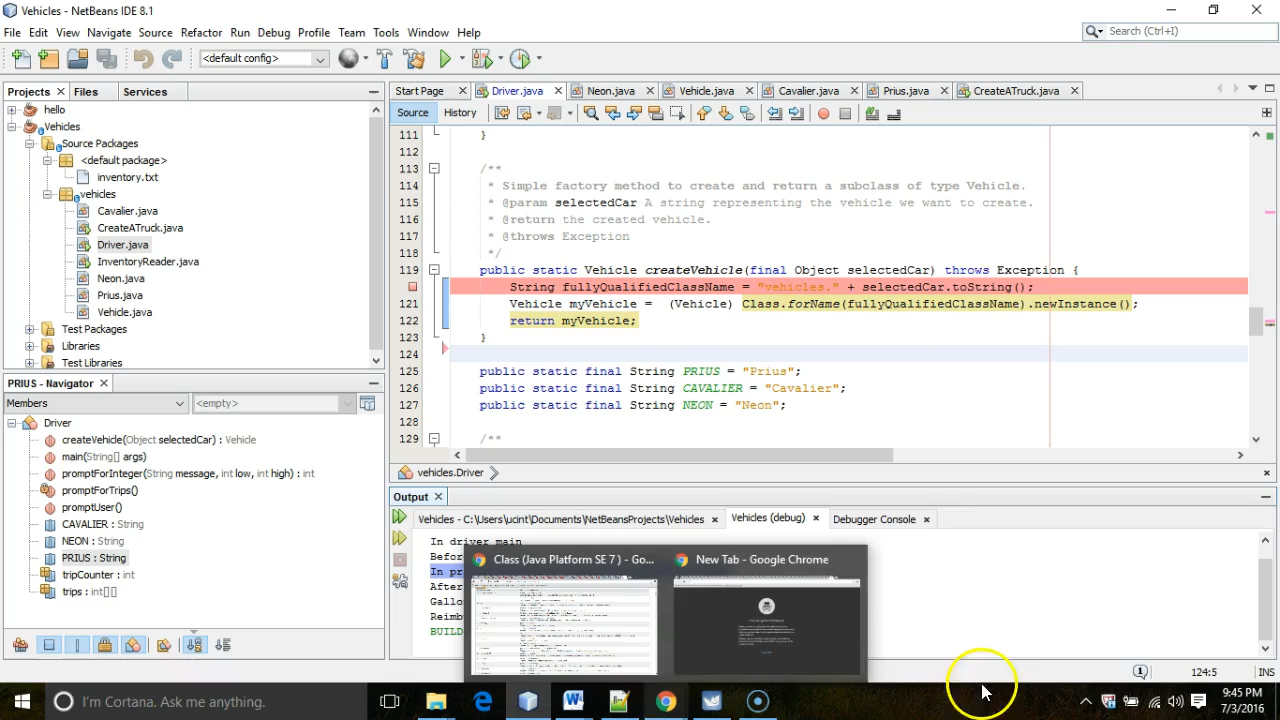 Vehicles - NetBeans IDE 8.1
File Edit View Navigate Source Refactor Run Debug Profile Team Tools Window Help
Search (Ctrl+I)
<default config>
Projects Files Services
hello
Vehicles
Source Packages
<default package>
inventory.txt
vehicles
Cavalier.java
CreateATruck.java
Driver.java
InventoryReader.java
Neon.java
Prius.java
Vehicle.java
Test Packages
Libraries
Test Libraries
PRIUS - Navigator
Members <empty>
Driver
createVehicle(Object selectedCar) : Vehicle
main(String[] args)
promptForInteger(String message, int low, int high) : int
promptForTrips()
promptUser()
CAVALIER : String
NEON : String
PRIUS : String
tripCounter : int
trips : int[][]
Start Page Driver.java Neon.java Vehicle.java Cavalier.java Prius.java CreateATruck.java
Source History
111 }
112
113 /**
114 * Simple factory method to create and return a subclass of type Vehicle.
115 * @param selectedCar A string representing the vehicle we want to create.
116 * @return the created vehicle.
117 * @throws Exception
118 */
119 public static Vehicle createVehicle(final Object selectedCar) throws Exception {
String fullyQualifiedClassName = "vehicles." + selectedCar.toString();
121 Vehicle myVehicle = (Vehicle) Class.forName(fullyQualifiedClassName).newInstance();
122 return myVehicle;
123 }
124
125 public static final String PRIUS = "Prius";
126 public static final String CAVALIER = "Cavalier";
127 public static final String NEON = "Neon";
128
129 /**
vehicles.Driver
Output
Vehicles - C:\Users\ucint\Documents\NetBeansProjects\Vehicles Vehicles (debug) Debugger Console
In driver main
Befor
In pr
After
Gallo
Reimb
BUILD
Class (Java Platform SE 7 ) - Go...
New Tab - Google Chrome
INS
I'm Cortana. Ask me anything.
9:45 PM
7/3/2016